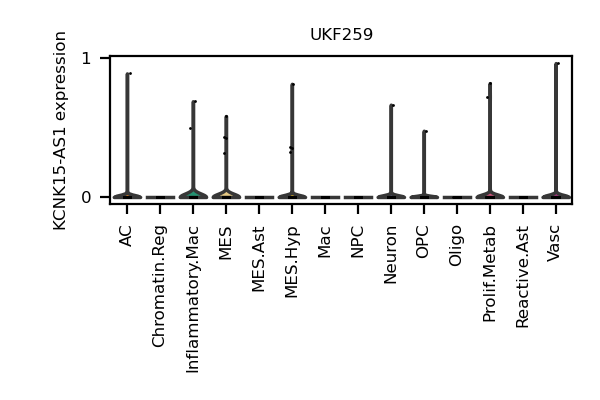 UKF259
KCNK15-AS1 expression
1
0
AC
Chromatin.Reg
Inflammatory.Mac
MES
MES.Ast
MES.Hyp
Mac
NPC
Neuron
OPC
Oligo
Prolif.Metab
Reactive.Ast
Vasc